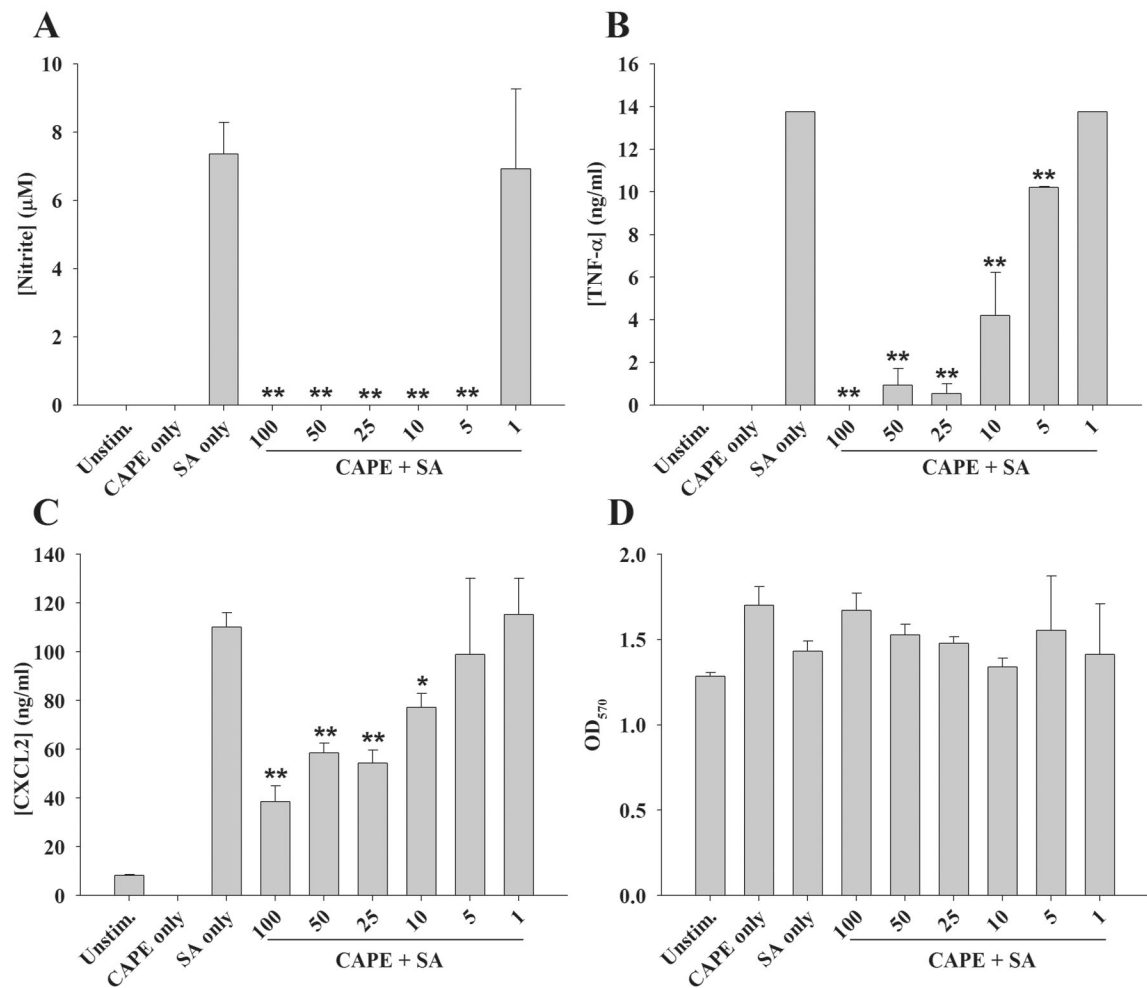 A
[Nitrite] (μM)
10
8
6
4
2
0
** ** ** ** **
Unstim. CAPE only SA only 100 50 25 10 5 1
CAPE + SA
B
[TNF-α] (ng/ml)
16
14
12
10
8
6
4
2
0
** ** ** ** **
Unstim. CAPE only SA only 100 50 25 10 5 1
CAPE + SA
C
[CXCL2] (ng/ml)
140
120
100
80
60
40
20
0
** ** ** *
Unstim. CAPE only SA only 100 50 25 10 5 1
CAPE + SA
D
OD570
2.0
1.5
1.0
0.5
0.0
Unstim. CAPE only SA only 100 50 25 10 5 1
CAPE + SA